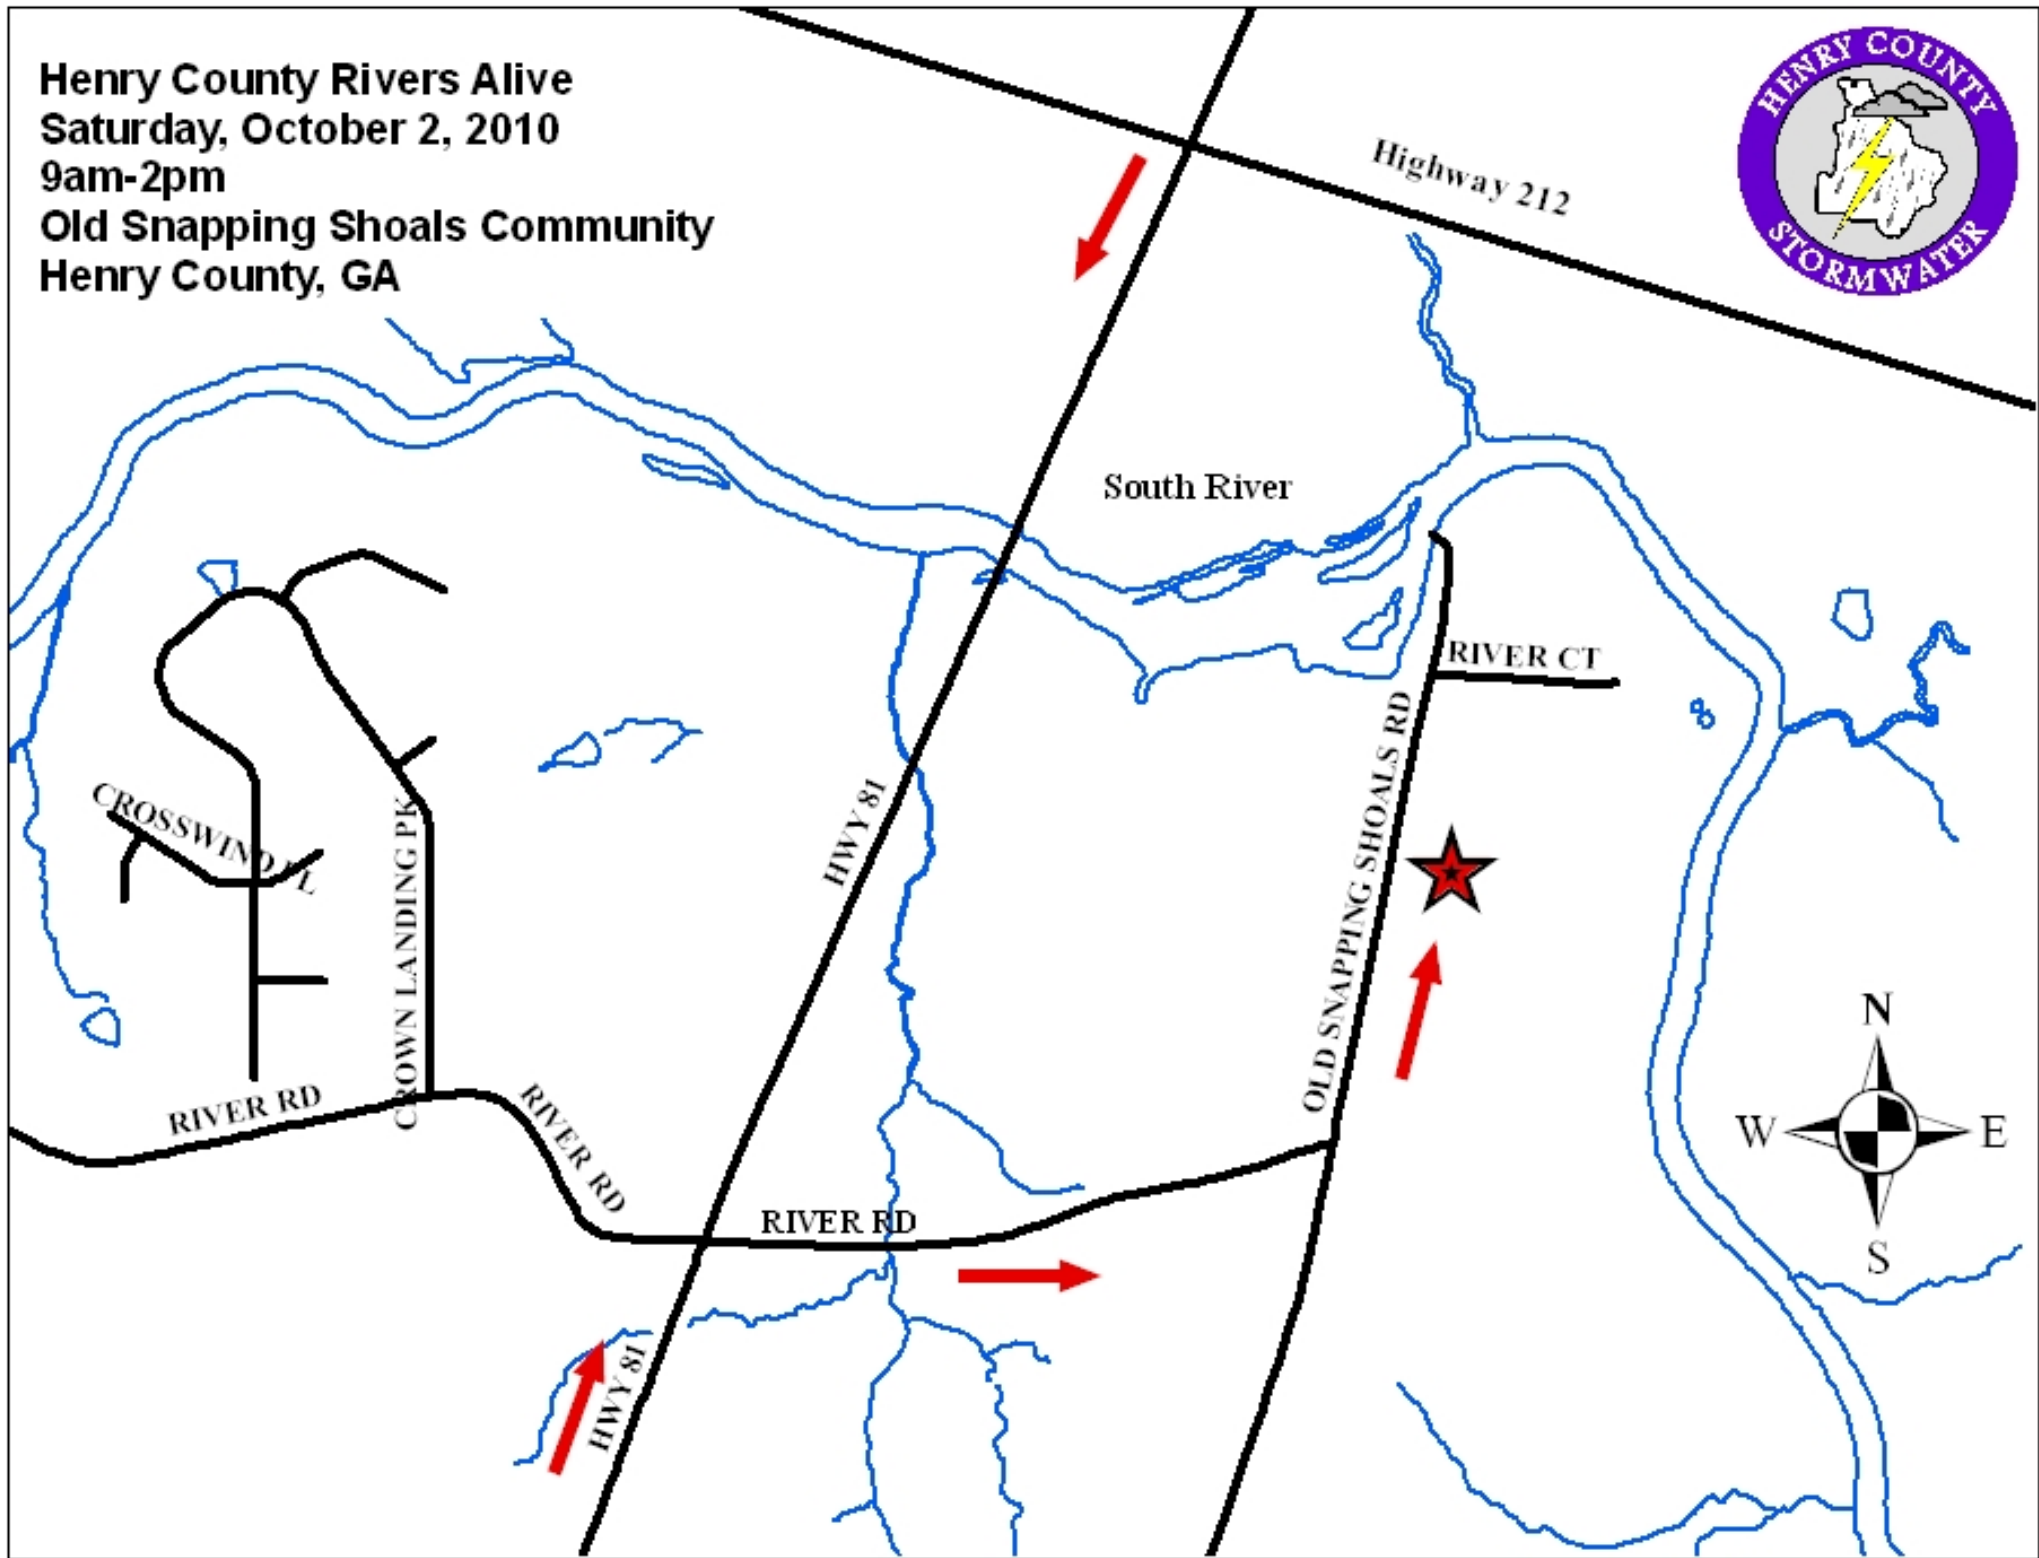 Henry County Rivers Alive
Saturday, October 2, 2010
9am-2pm
Old Snapping Shoals Community
Henry County, GA
HENRY COUNTY
STORMWATER
Highway 212
South River
RIVER CT
OLD SNAPPING SHOALS RD
HWY 81
CROSSWIND PL
CROWN LANDING PK
RIVER RD
RIVER RD
RIVER RD
HWY 81
N
W
E
S